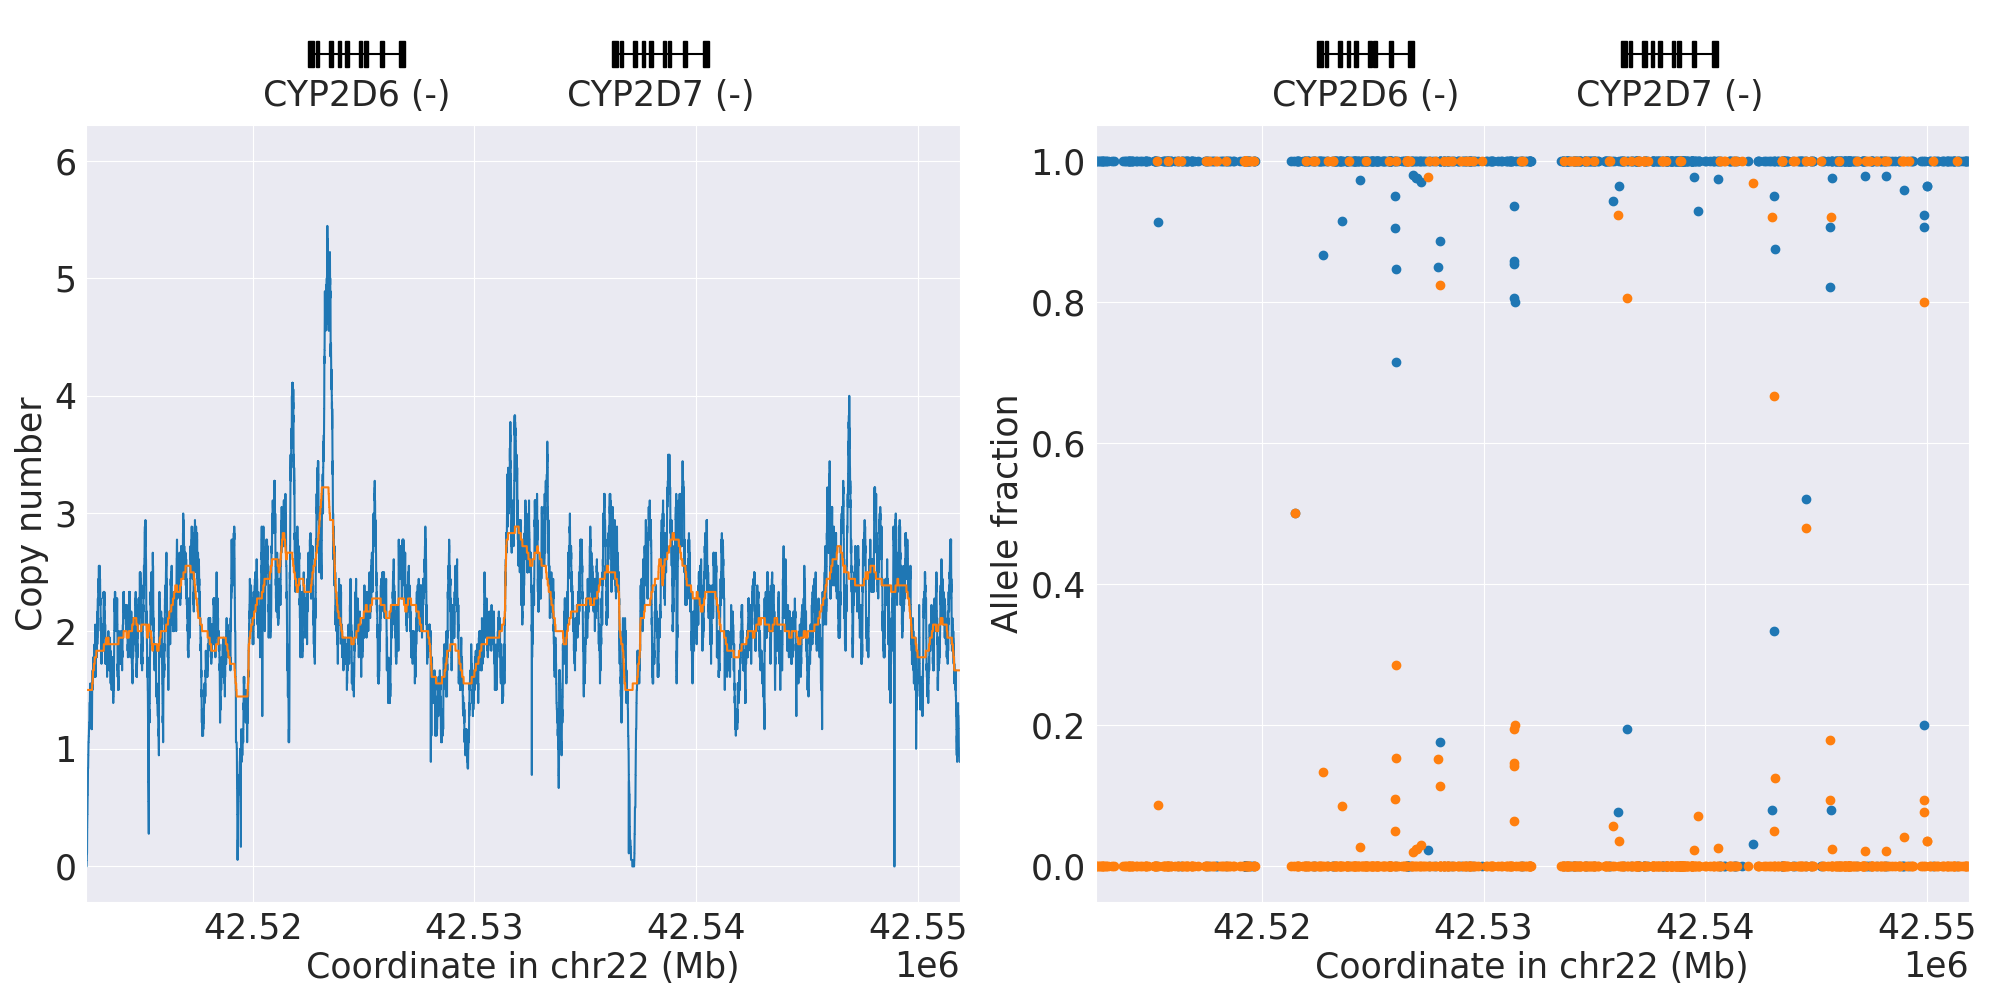 CYP2D6 (-) CYP2D7 (-)
6
5
4
3
2
1
0
Copy number
42.52 42.53 42.54 42.55
Coordinate in chr22 (Mb)
1e6
CYP2D6 (-) CYP2D7 (-)
1.0
0.8
0.6
0.4
0.2
0.0
Allele fraction
42.52 42.53 42.54 42.55
Coordinate in chr22 (Mb)
1e6